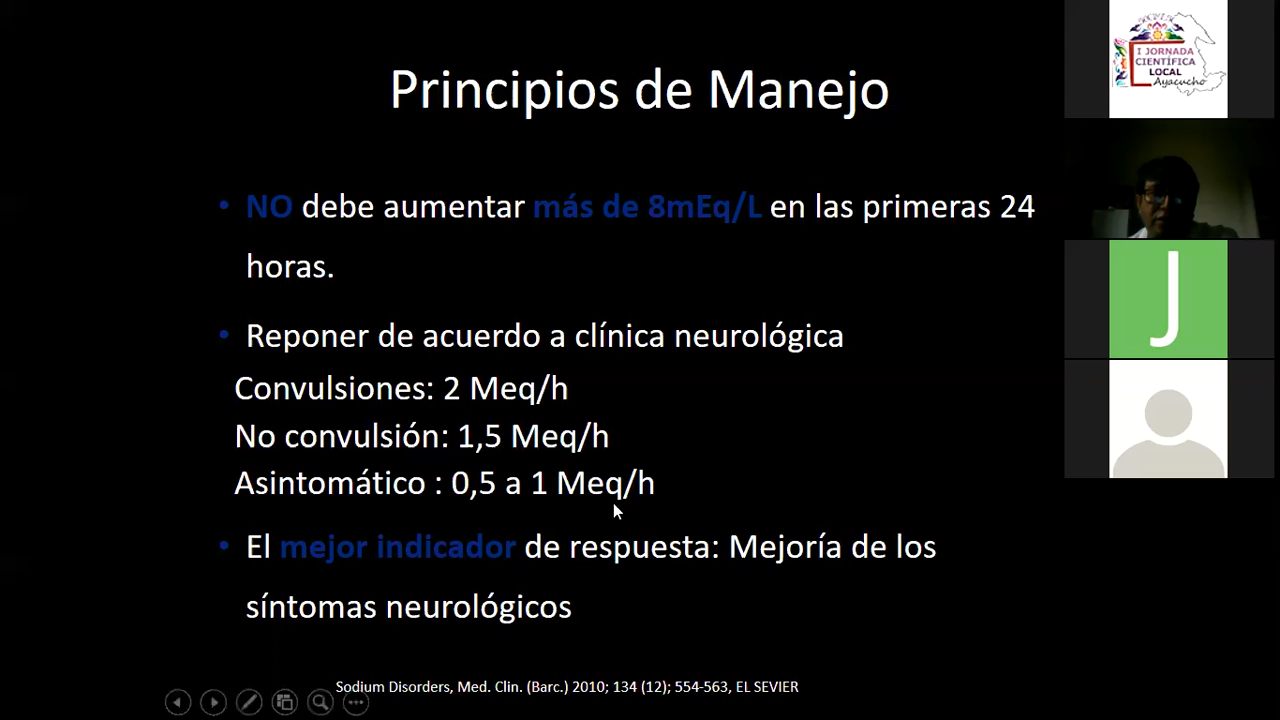 Principios de Manejo
• NO debe aumentar más de 8mEq/L en las primeras 24
horas.
• Reponer de acuerdo a clínica neurológica
Convulsiones: 2 Meq/h
No convulsión: 1,5 Meq/h
Asintomático : 0,5 a 1 Meq/h
• El mejor indicador de respuesta: Mejoría de los
síntomas neurológicos
Sodium Disorders, Med. Clin. (Barc.) 2010; 134 (12); 554-563, EL SEVIER
I JORNADA
CIENTÍFICA
LOCAL
Ayacucho
J